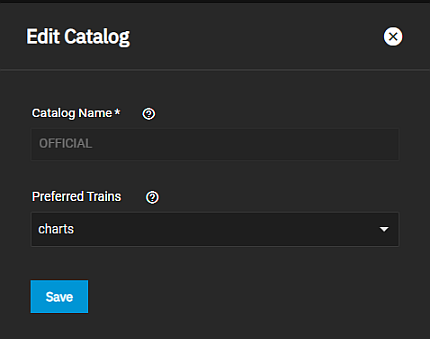 Edit Catalog
Catalog Name *
OFFICIAL
Preferred Trains
charts
Save